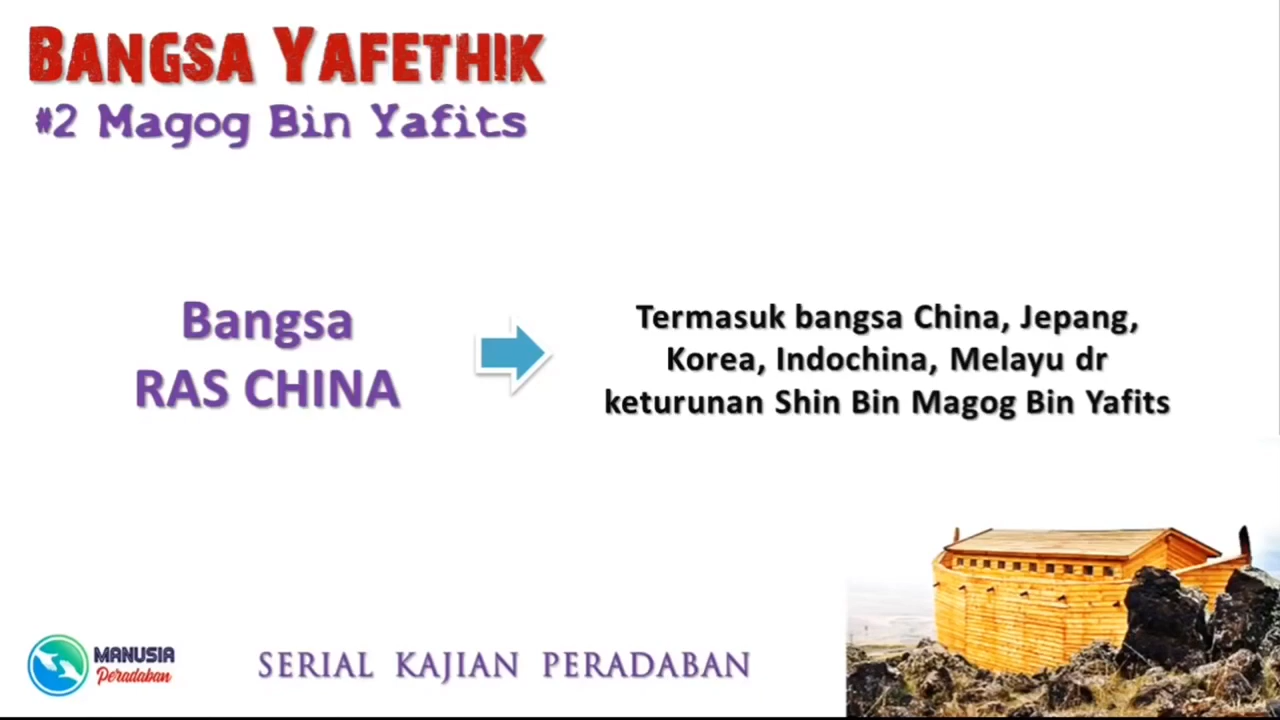 BANGSA YAFETHIK
#2 Magog Bin Yafits
Bangsa
RAS CHINA
Termasuk bangsa China, Jepang,
Korea, Indochina, Melayu dr
keturunan Shin Bin Magog Bin Yafits
MANUSIA
Peradaban
SERIAL KAJIAN PERADABAN